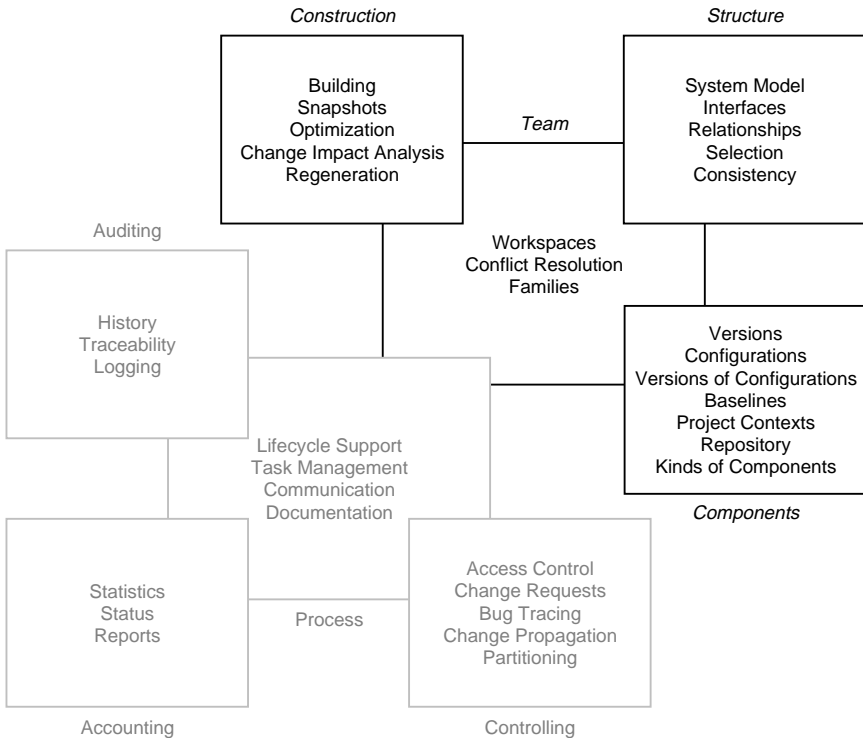 Construction
Building
Snapshots
Optimization
Change Impact Analysis
Regeneration
Team
Structure
System Model
Interfaces
Relationships
Selection
Consistency
Workspaces
Conflict Resolution
Families
Versions
Configurations
Versions of Configurations
Baselines
Project Contexts
Repository
Kinds of Components
Components
Auditing
History
Traceability
Logging
Lifecycle Support
Task Management
Communication
Documentation
Statistics
Status
Reports
Accounting
Process
Access Control
Change Requests
Bug Tracing
Change Propagation
Partitioning
Controlling